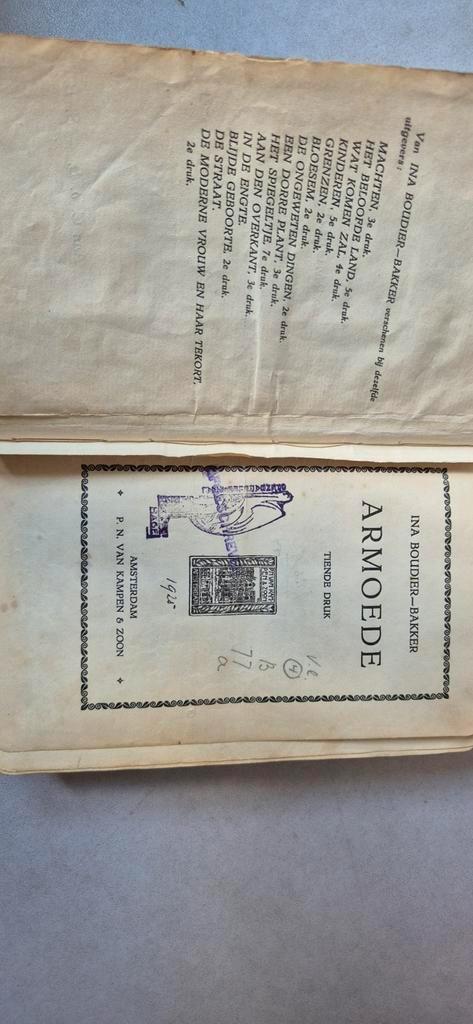 Van INA BOUDIER—BAKKER verschenen bij dezelfde
uitgevers:
MACHTEN, 3e druk.
HET BELOOFDE LAND. 5e druk.
WAT KOMEN ZAL, 4e druk.
KINDEREN, 5e druk.
GRENZEN, 2e druk.
BLOESEM, 2e druk.
DE ONGEWETEN DINGEN, 2e druk.
EEN DORRE PLANT, 3e druk.
HET SPIEGELTJE, 7e druk.
AAN DEN OVERKANT, 3e druk.
IN DE ENGTE.
BLIJDE GEBOORTE, 2e druk.
DE STRAAT.
DE MODERNE VROUW EN HAAR TEKORT,
2e druk.
INA BOUDIER—BAKKER
ARMOEDE
TIENDE DRUK
V.e.
4
B
77
a
1925
AMSTERDAM
P. N. VAN KAMPEN & ZOON